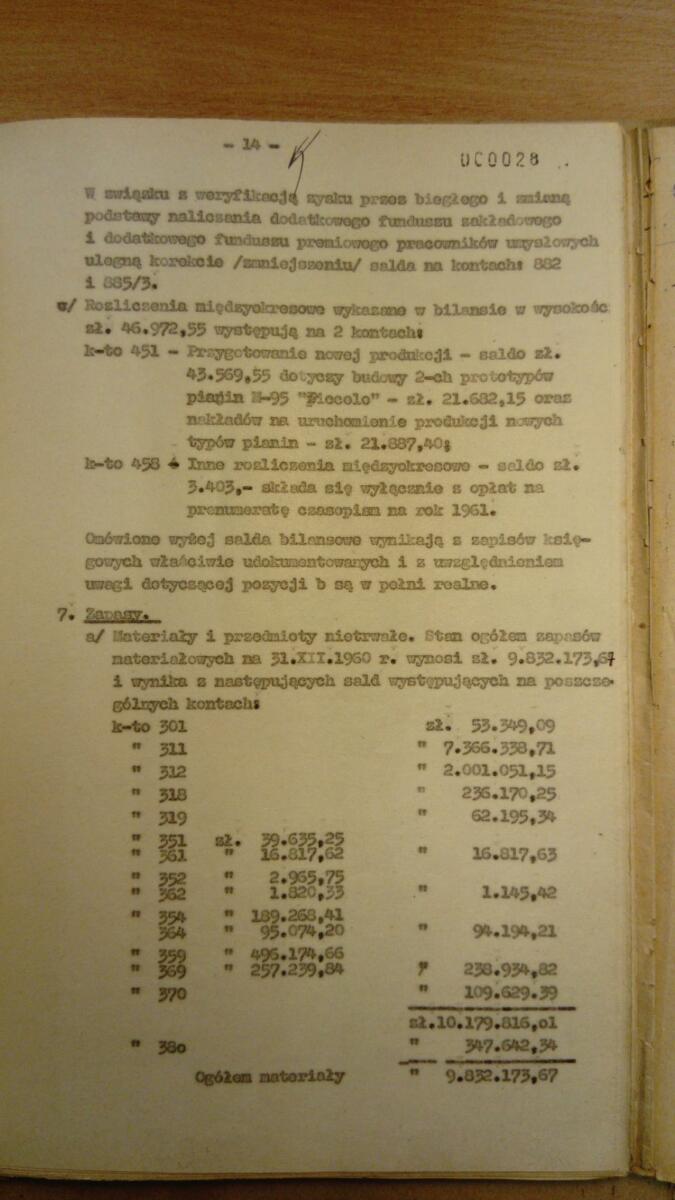 - 14 -
000028
W związku z weryfikacją zysku przez biegłego i zmianą
podstawy naliczania dodatkowego funduszu zakładowego
i dodatkowego funduszu premiowego pracowników umysłowych
ulegną korekcie /zmniejszeniu/ salda na kontach: 882
i 885/3.
c/ Rozliczenia międzyokresowe wykazane w bilansie w wysokośc
zł. 46.972,55 występują na 2 kontach:
k-to 451 - Przygotowanie nowej produkcji - saldo zł.
43.569,55 dotyczy budowy 2-ch prototypów
pianin M-95 "Piccolo" - zł. 21.682,15 oraz
nakładów na uruchomienie produkcji nowych
typów pianin - zł. 21.887,40;
k-to 458 - Inne rozliczenia międzyokresowe - saldo zł.
3.403,- składa się wyłącznie z opłat na
prenumeratę czasopism na rok 1961.
Omówione wyżej salda bilansowe wynikają z zapisów księ-
gowych właściwie udokumentowanych i z uwzględnieniem
uwagi dotyczącej pozycji b są w pełni realne.
7. Zapasy.
a/ Materiały i przedmioty nietrwałe. Stan ogółem zapasów
materiałowych na 31.XII.1960 r. wynosi zł. 9.832.173,67
i wynika z następujących sald występujących na poszcze-
gólnych kontach:
k-to 301 zł. 53.349,09
" 311 " 7.366.338,71
" 312 " 2.001.051,15
" 318 " 236.170,25
" 319 " 62.195,34
" 351 zł. 39.635,25
" 361 " 16.817,62 " 16.817,63
" 352 " 2.965,75
" 362 " 1.820,33 " 1.145,42
" 354 " 189.268,41
364 " 95.074,20 " 94.194,21
" 359 " 496.174,66
" 369 " 257.239,84 " 238.934,82
" 370 " 109.629.39
zł.10.179.816,o1
" 38o " 347.642,34
Ogółem materiały " 9.832.173,67